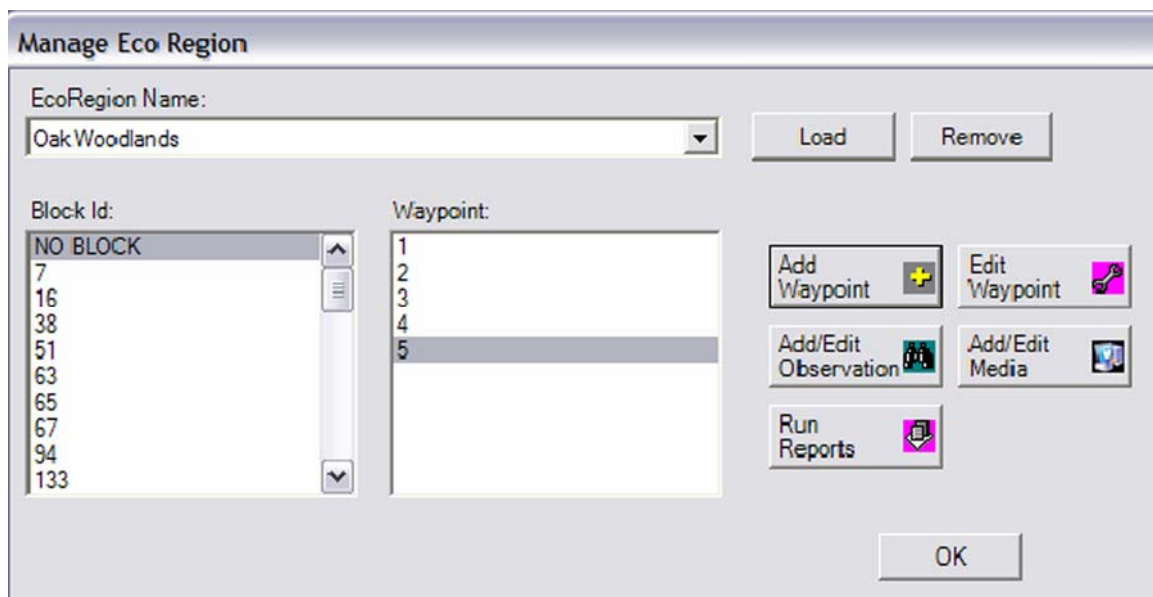 Manage Eco Region
EcoRegion Name:
Oak Woodlands
Load
Remove
Block Id:
NO BLOCK
7
16
38
51
63
65
67
94
133
Waypoint:
1
2
3
4
5
Add
Waypoint
Edit
Waypoint
Add/Edit
Observation
Add/Edit
Media
Run
Reports
OK